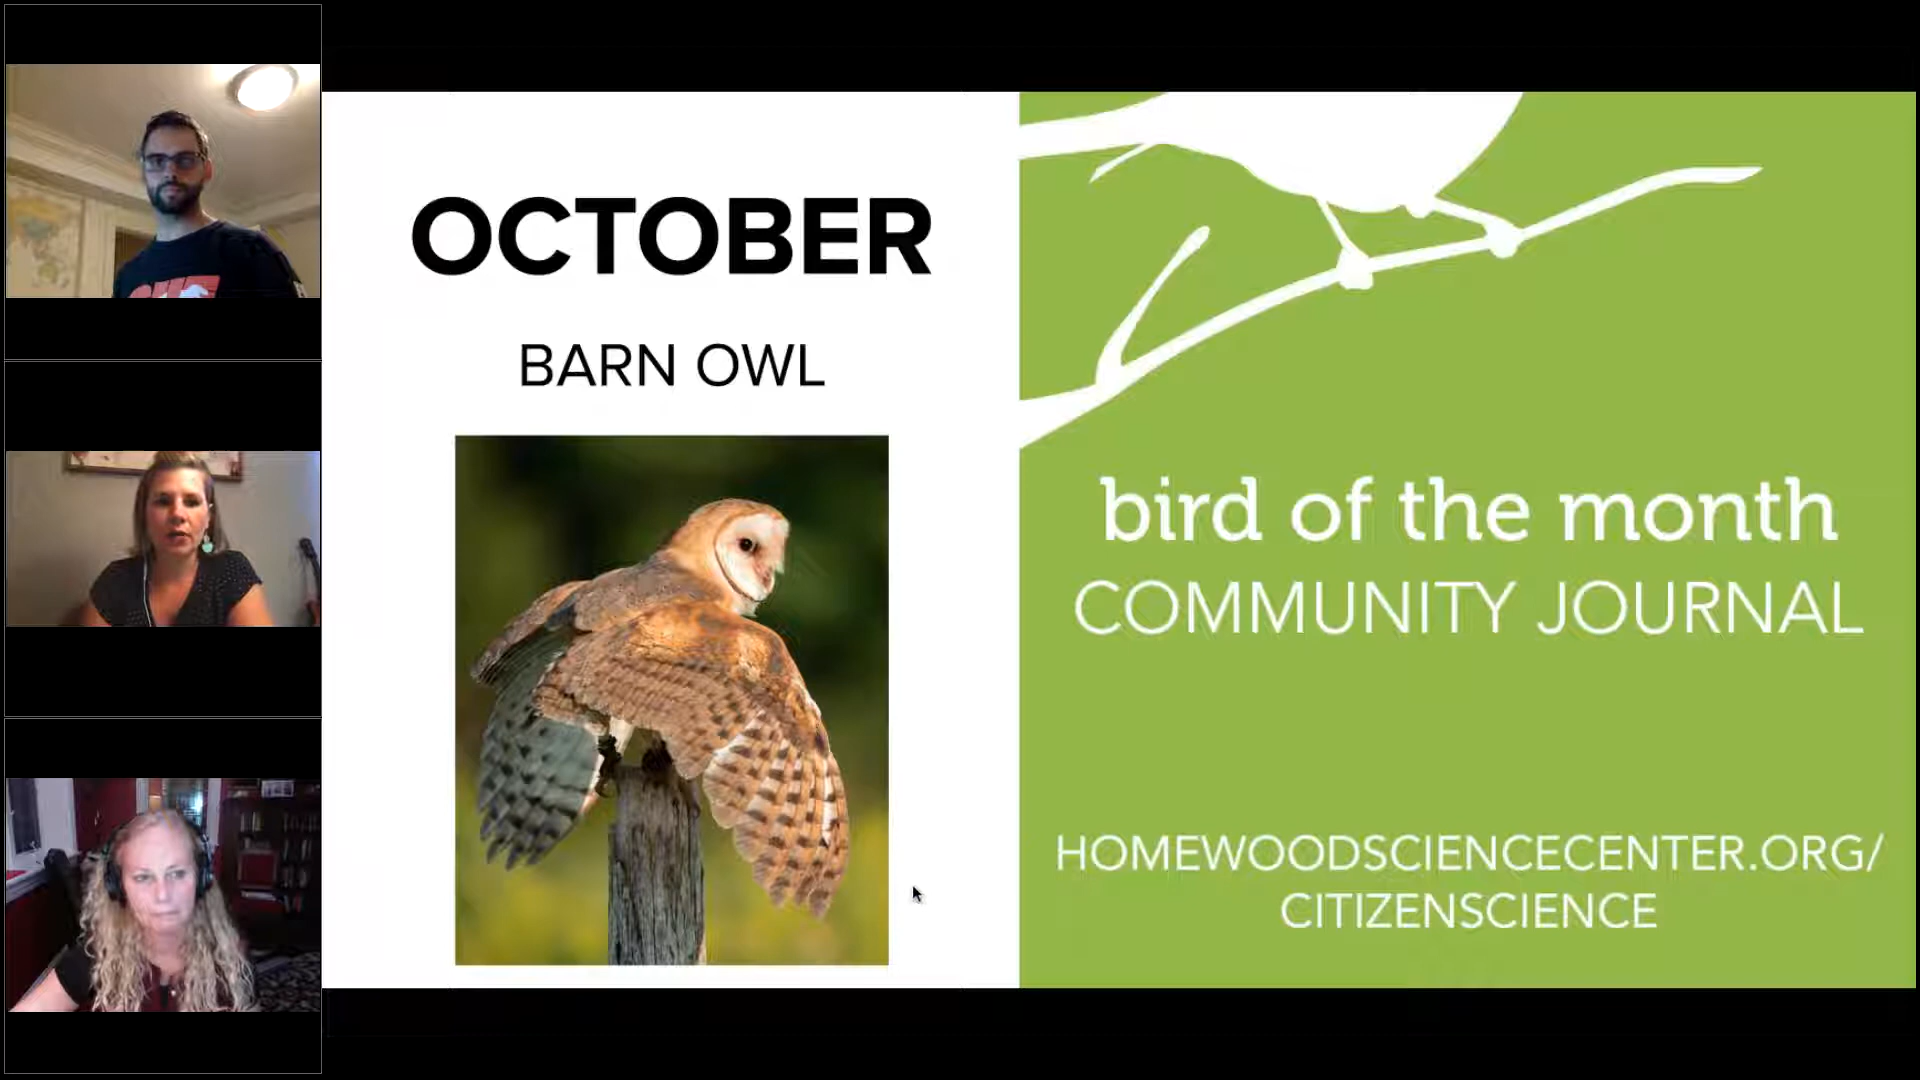 OCTOBER
BARN OWL
bird of the month
COMMUNITY JOURNAL
HOMEWOODSCIENCECENTER.ORG/
CITIZENSCIENCE